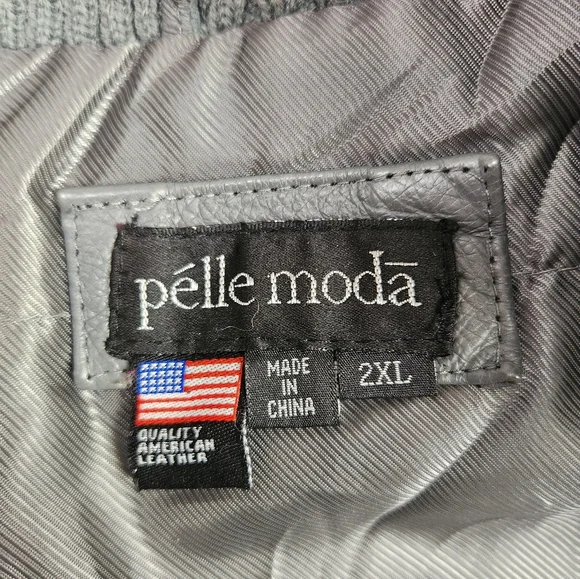 pélle modā
QUALITY
AMERICAN
LEATHER
MADE
IN
CHINA
2XL